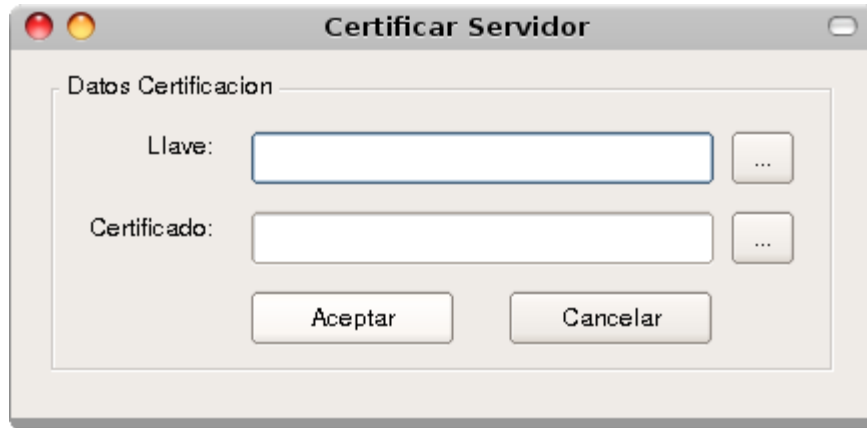 Certificar Servidor
Datos Certificacion
Llave: ...
Certificado: ...
Aceptar Cancelar